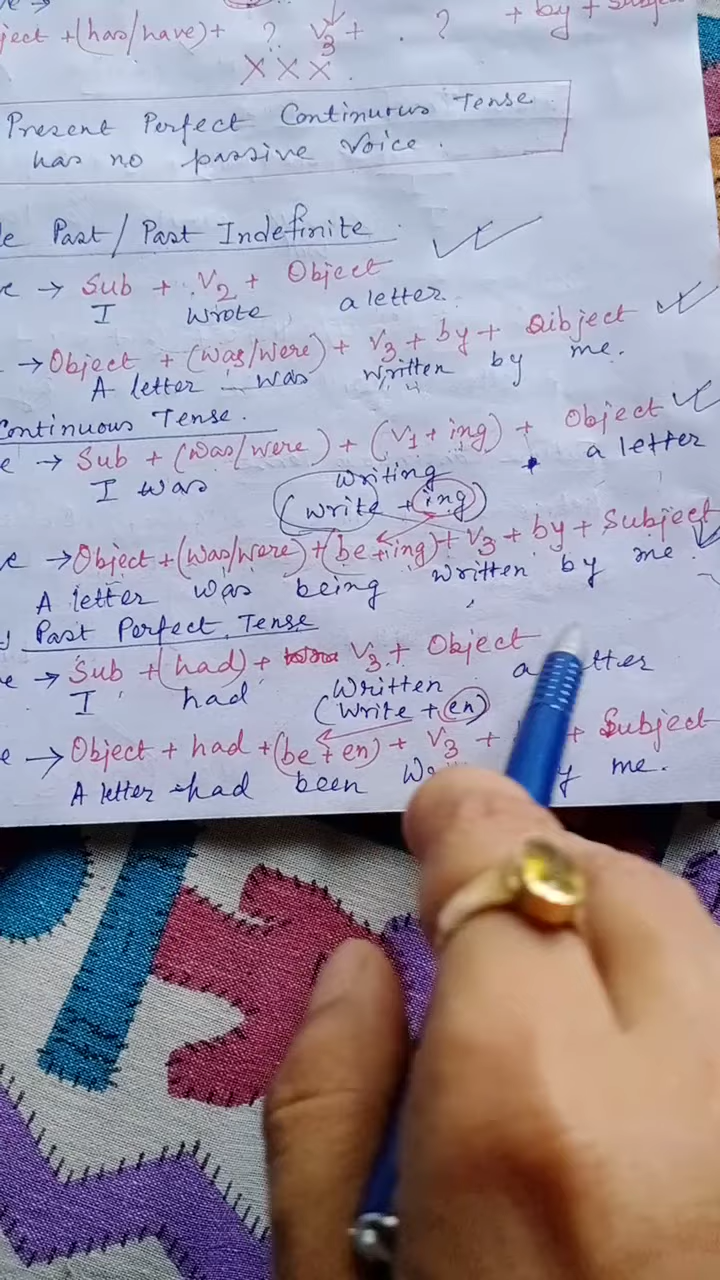 ject + (has/have) + ? V3 + . ? + by +
XXX.
Present Perfect Continuous Tense
has no passive Voice.
Past / Past Indefinite
→ Sub + V2 + Object
I wrote a letter.
→ Object + (was/were) + V3 + by + Subject
A letter was written by me.
Continuous Tense.
→ Sub + (was/were) + (V1 + ing) + Object
I was writing a letter
(write + ing)
→ Object + (was/were) + (be + ing) + V3 + by + Subject
A letter was being written by me.
Past Perfect Tense
→ Sub + (had) + V3 + Object
I had written a
(write + en)
→ Object + had + (be + en) + V3 + + Subject
A letter had been me.